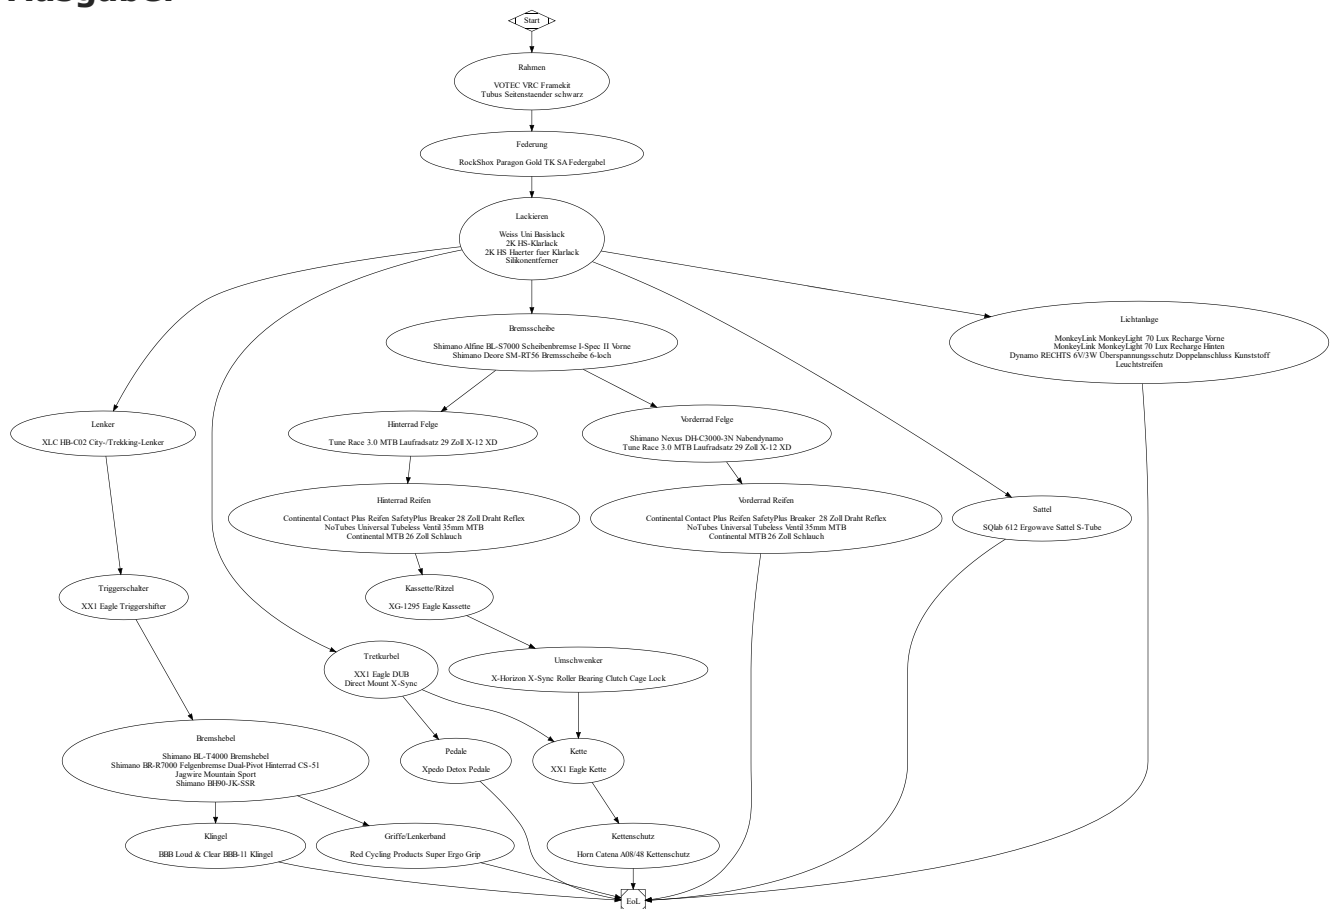 Start
Rahmen
VOTEC VRC Framekit
Tubus Seitenstaender schwarz
Federung
RockShox Paragon Gold TK SA Federgabel
Lackieren
Weiss Uni Basislack
2K HS-Klarlack
2K HS Haerter fuer Klarlack
Silikonentferner
Bremsscheibe
Shimano Alfine BL-S7000 Scheibenbremse I-Spec II Vorne
Shimano Deore SM-RT56 Bremsscheibe 6-loch
Lichtanlage
MonkeyLink MonkeyLight 70 Lux Recharge Vorne
MonkeyLink MonkeyLight 70 Lux Recharge Hinten
Dynamo RECHTS 6V/3W Überspannungsschutz Doppelanschluss Kunststoff
Leuchtstreifen
Lenker
XLC HB-C02 City-/Trekking-Lenker
Hinterrad Felge
Tune Race 3.0 MTB Laufradsatz 29 Zoll X-12 XD
Vorderrad Felge
Shimano Nexus DH-C3000-3N Nabendynamo
Tune Race 3.0 MTB Laufradsatz 29 Zoll X-12 XD
Hinterrad Reifen
Continental Contact Plus Reifen SafetyPlus Breaker 28 Zoll Draht Reflex
NoTubes Universal Tubeless Ventil 35mm MTB
Continental MTB 26 Zoll Schlauch
Vorderrad Reifen
Continental Contact Plus Reifen SafetyPlus Breaker 28 Zoll Draht Reflex
NoTubes Universal Tubeless Ventil 35mm MTB
Continental MTB 26 Zoll Schlauch
Sattel
SQlab 612 Ergowave Sattel S-Tube
Triggerschalter
XX1 Eagle Triggershifter
Kassette/Ritzel
XG-1295 Eagle Kassette
Tretkurbel
XX1 Eagle DUB
Direct Mount X-Sync
Umschwenker
X-Horizon X-Sync Roller Bearing Clutch Cage Lock
Bremshebel
Shimano BL-T4000 Bremshebel
Shimano BR-R7000 Felgenbremse Dual-Pivot Hinterrad CS-51
Jagwire Mountain Sport
Shimano BH90-JK-SSR
Pedale
Xpedo Detox Pedale
Kette
XX1 Eagle Kette
Klingel
BBB Loud & Clear BBB-11 Klingel
Griffe/Lenkerband
Red Cycling Products Super Ergo Grip
Kettenschutz
Horn Catena A08/48 Kettenschutz
EoL